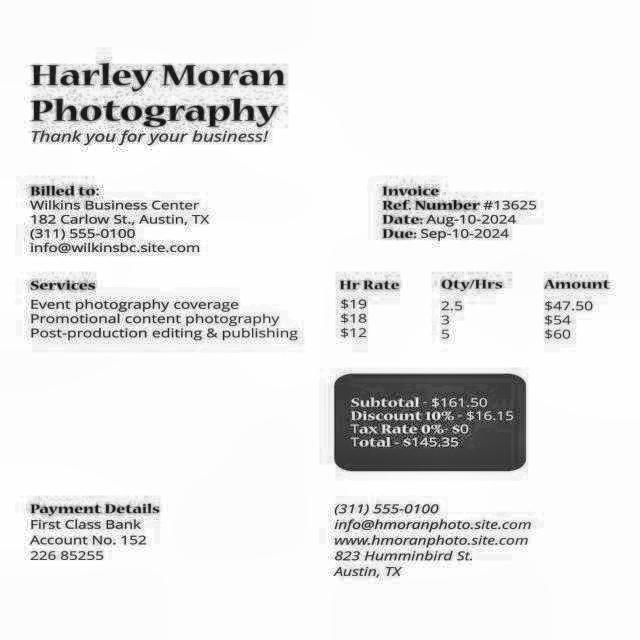 Harley Moran
Photography
Thank you for your business!
Billed to:
Wilkins Business Center
182 Carlow St., Austin, TX
(311) 555-0100
info@wilkinsbc.site.com
Invoice
Ref. Number #13625
Date: Aug-10-2024
Due: Sep-10-2024
Services Hr Rate Qty/Hrs Amount
Event photography coverage $19 2.5 $47.50
Promotional content photography $18 3 $54
Post-production editing & publishing $12 5 $60
Subtotal - $161.50
Discount 10% - $16.15
Tax Rate 0%- $0
Total - $145.35
Payment Details
First Class Bank
Account No. 152
226 85255
(311) 555-0100
info@hmoranphoto.site.com
www.hmoranphoto.site.com
823 Humminbird St.
Austin, TX